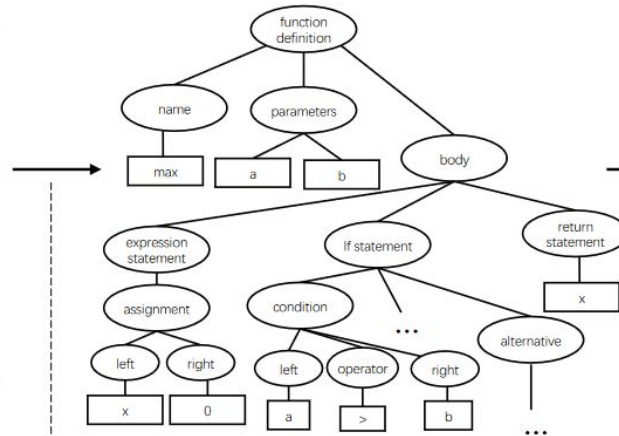 function
definition
name
parameters
max
a
b
body
expression
statement
If statement
return
statement
assignment
condition
...
x
alternative
left
right
left
operator
right
x
0
a
>
b
...